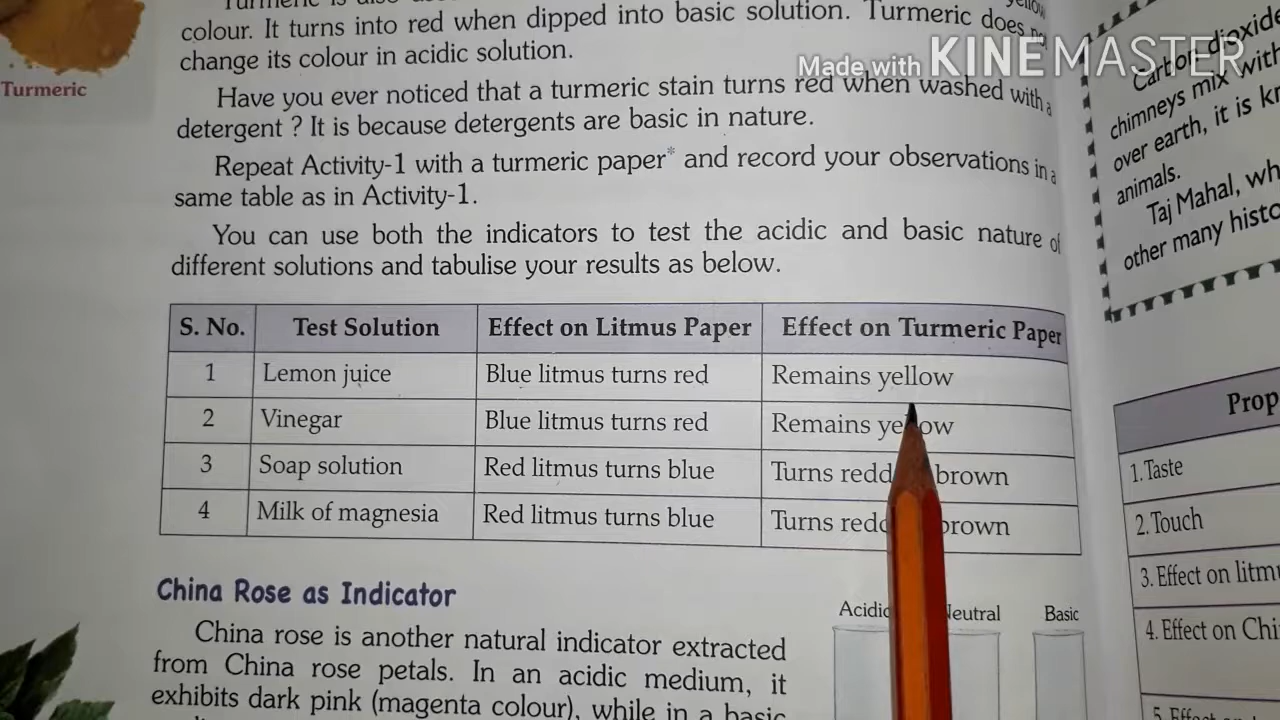 Turmeric is also
yellow
colour. It turns into red when dipped into basic solution. Turmeric does not
change its colour in acidic solution.
Turmeric
Have you ever noticed that a turmeric stain turns red when washed with a
detergent ? It is because detergents are basic in nature.
Repeat Activity-1 with a turmeric paper* and record your observations in a
same table as in Activity-1.
You can use both the indicators to test the acidic and basic nature of
different solutions and tabulise your results as below.
S. No. Test Solution Effect on Litmus Paper Effect on Turmeric Paper
1 Lemon juice Blue litmus turns red Remains yellow
2 Vinegar Blue litmus turns red Remains yellow
3 Soap solution Red litmus turns blue Turns brown
4 Milk of magnesia Red litmus turns blue Turns brown
China Rose as Indicator
China rose is another natural indicator extracted
from China rose petals. In an acidic medium, it
exhibits dark pink (magenta colour), while in a basic
Acidic Neutral Basic
Made with KINEMASTER
Carbon dioxide
chimneys mix with
over earth, it is
animals.
Taj Mahal,
other many
1. Taste
2. Touch
3. Effect on
4. Effect on
5. Effect